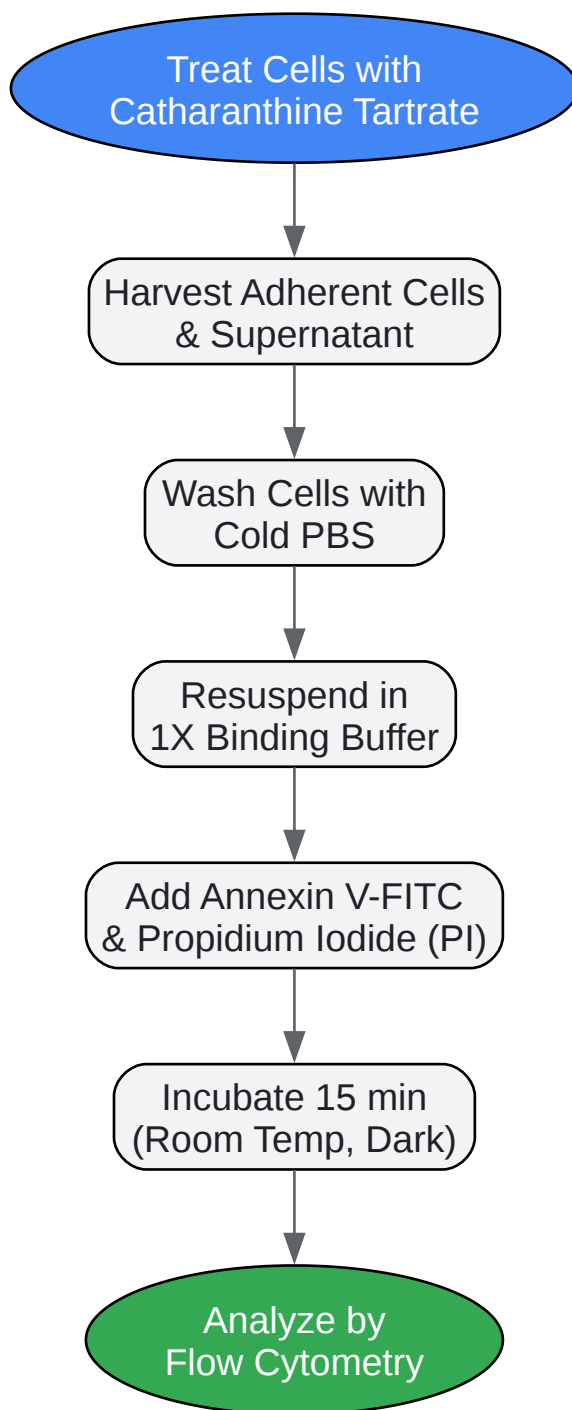 Treat Cells with
Catharanthine Tartrate
Harvest Adherent Cells
& Supernatant
Wash Cells with
Cold PBS
Resuspend in
1X Binding Buffer
Add Annexin V-FITC
& Propidium Iodide (PI)
Incubate 15 min
(Room Temp, Dark)
Analyze by
Flow Cytometry